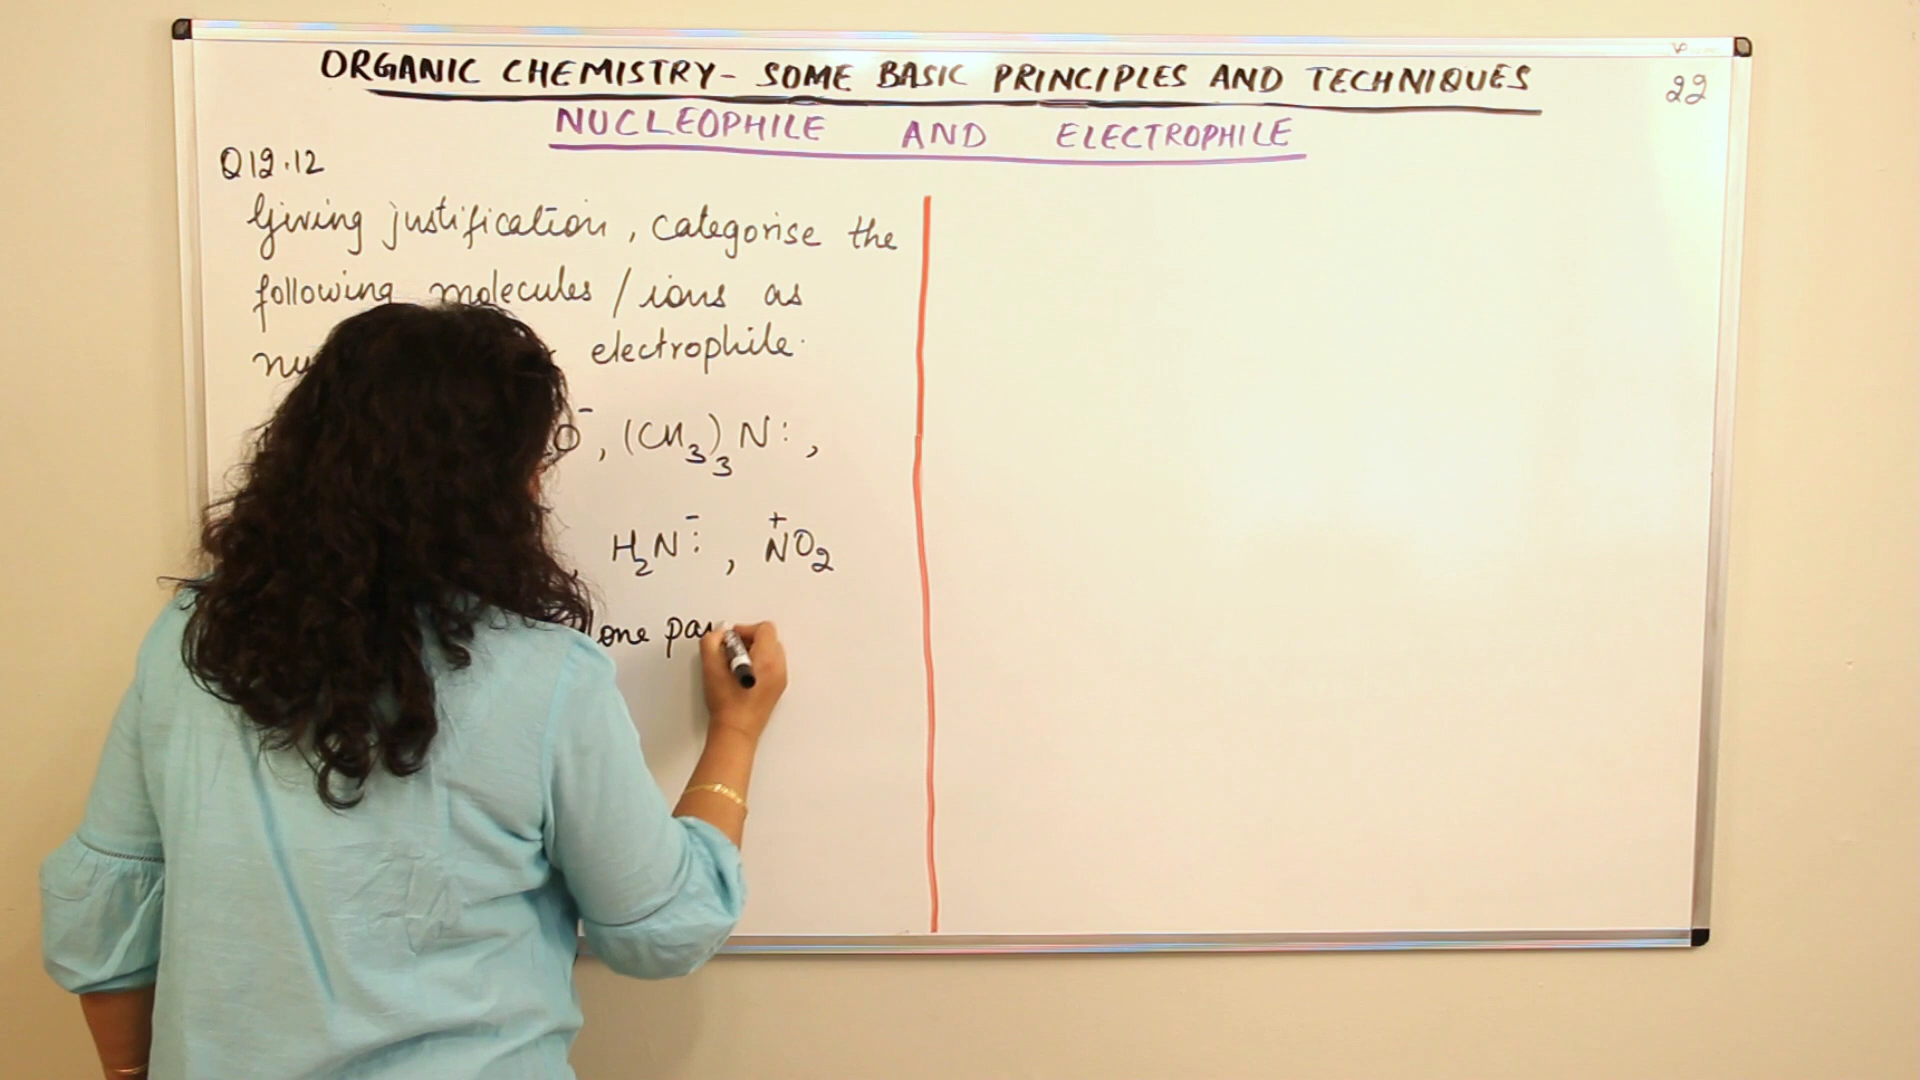 ORGANIC CHEMISTRY- SOME BASIC PRINCIPLES AND TECHNIQUES
22
NUCLEOPHILE AND ELECTROPHILE
Q12.12
Giving justification, categorise the
following molecules / ions as
electrophile.
O⁻, (CH₃)₃N:,
H₂N:⁻, N⁺O₂
lone